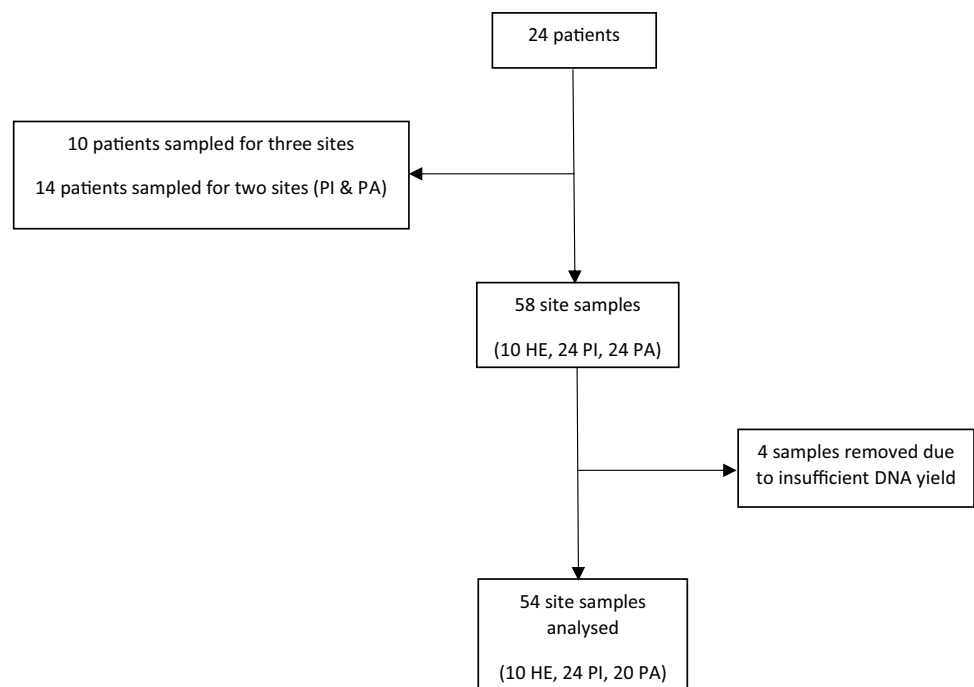 24 patients
10 patients sampled for three sites
14 patients sampled for two sites (PI & PA)
58 site samples
(10 HE, 24 PI, 24 PA)
4 samples removed due
to insufficient DNA yield
54 site samples
analysed
(10 HE, 24 PI, 20 PA)